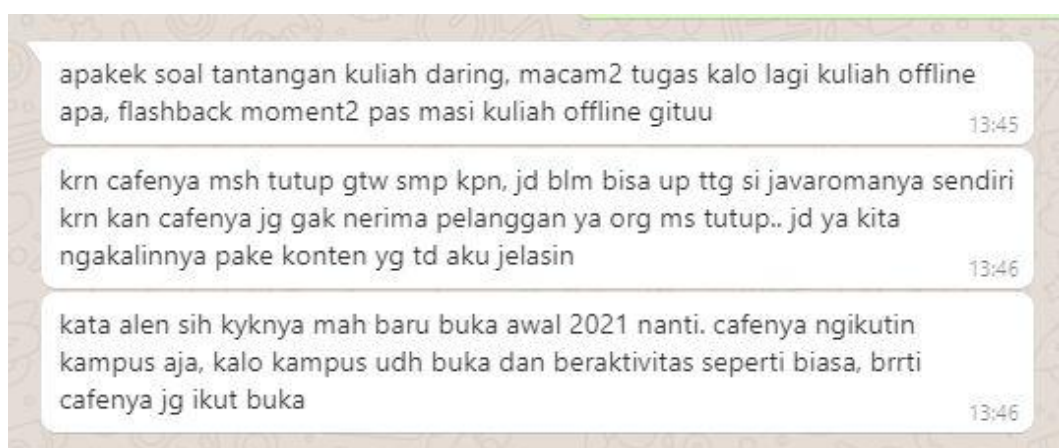 apakek soal tantangan kuliah daring, macam2 tugas kalo lagi kuliah offline
apa, flashback moment2 pas masi kuliah offline gituu
13:45
krn cafenya msh tutup gtw smp kpn, jd blm bisa up ttg si javaromanya sendiri
krn kan cafenya jg gak nerima pelanggan ya org ms tutup.. jd ya kita
ngakalinnya pake konten yg td aku jelasin
13:46
kata alen sih kyknya mah baru buka awal 2021 nanti. cafenya ngikutin
kampus aja, kalo kampus udh buka dan beraktivitas seperti biasa, brrti
cafenya jg ikut buka
13:46